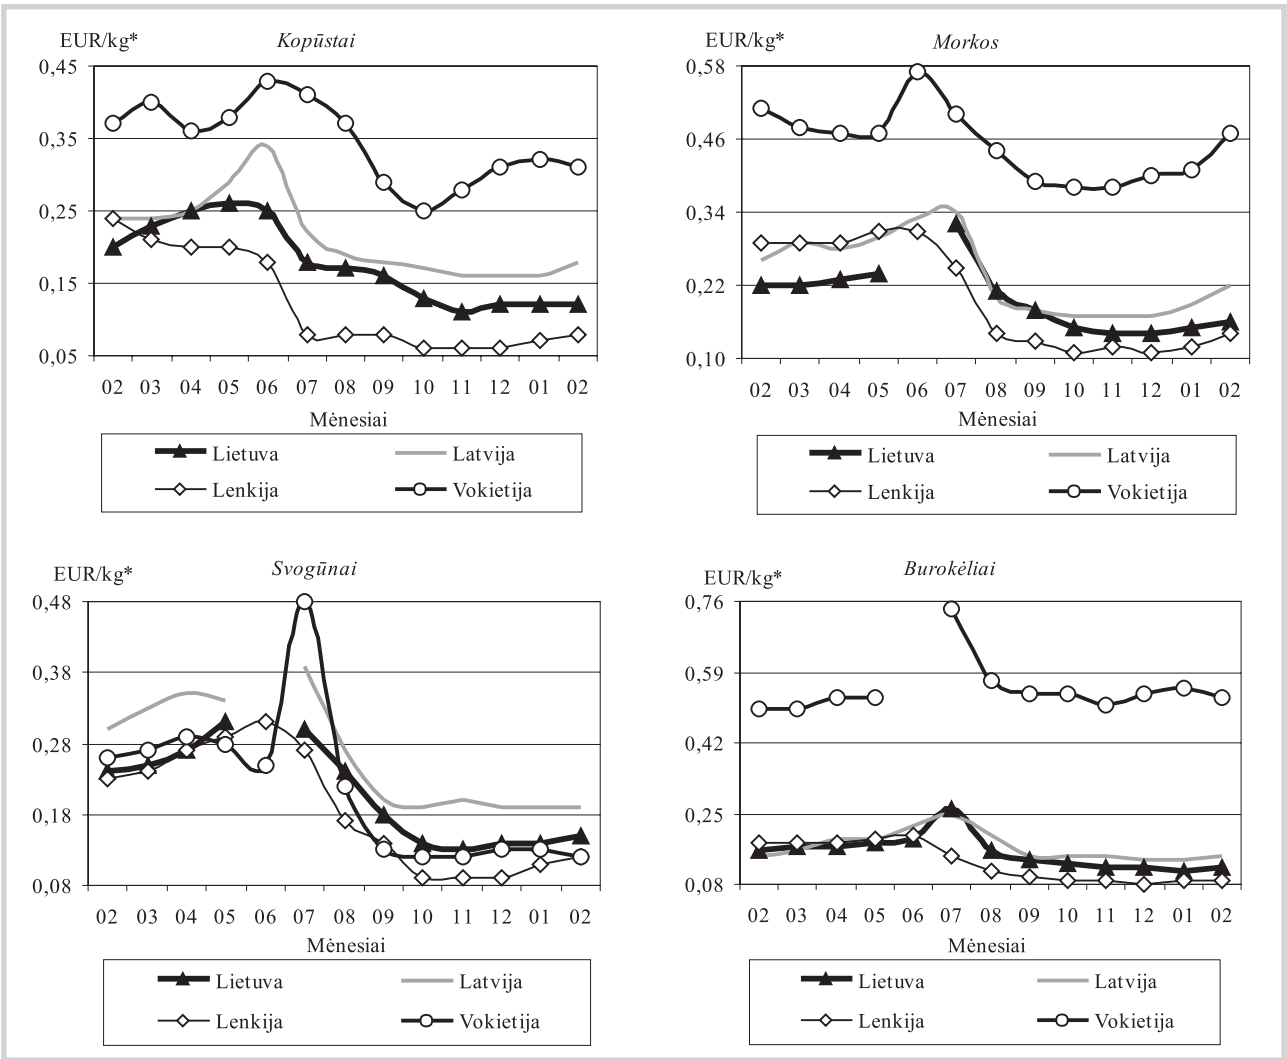 EUR/kg* Kopūstai
0,45
0,35
0,25
0,15
0,05
02 03 04 05 06 07 08 09 10 11 12 01 02
Mėnesiai
Lietuva Latvija
Lenkija Vokietija
EUR/kg* Morkos
0,58
0,46
0,34
0,22
0,10
02 03 04 05 06 07 08 09 10 11 12 01 02
Mėnesiai
Lietuva Latvija
Lenkija Vokietija
EUR/kg* Svogūnai
0,48
0,38
0,28
0,18
0,08
02 03 04 05 06 07 08 09 10 11 12 01 02
Mėnesiai
Lietuva Latvija
Lenkija Vokietija
EUR/kg* Burokėliai
0,76
0,59
0,42
0,25
0,08
02 03 04 05 06 07 08 09 10 11 12 01 02
Mėnesiai
Lietuva Latvija
Lenkija Vokietija